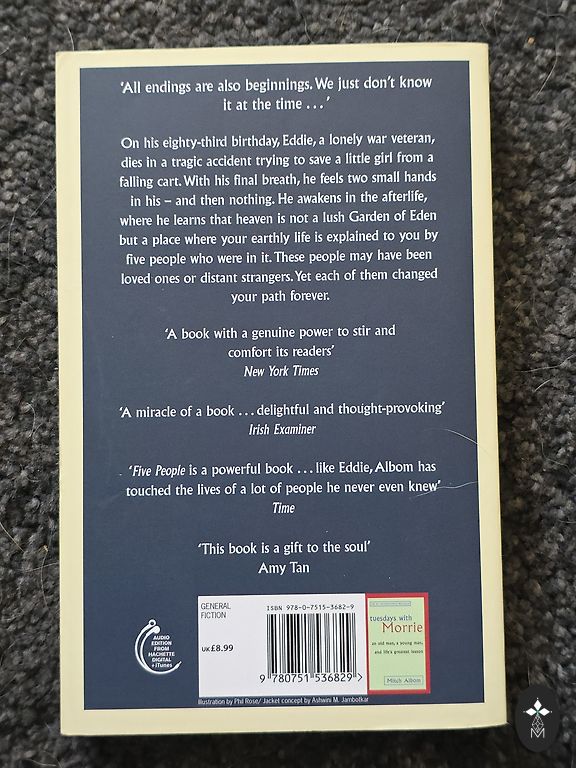 ‘All endings are also beginnings. We just don’t know
it at the time . . . ’
On his eighty-third birthday, Eddie, a lonely war veteran,
dies in a tragic accident trying to save a little girl from a
falling cart. With his final breath, he feels two small hands
in his – and then nothing. He awakens in the afterlife,
where he learns that heaven is not a lush Garden of Eden
but a place where your earthly life is explained to you by
five people who were in it. These people may have been
loved ones or distant strangers. Yet each of them changed
your path forever.
‘A book with a genuine power to stir and
comfort its readers’
New York Times
‘A miracle of a book . . . delightful and thought-provoking’
Irish Examiner
‘Five People is a powerful book . . . like Eddie, Albom has
touched the lives of a lot of people he never even knew’
Time
‘This book is a gift to the soul’
Amy Tan
AUDIO
EDITION
FROM
HACHETTE
DIGITAL
+ iTunes
GENERAL
FICTION
UK £8.99
ISBN 978-0-7515-3682-9
9 780751 536829 >
tuesdays with
Morrie
an old man, a young man,
and life's greatest lesson
Mitch Albom
Illustration by Phil Rose/ Jacket concept by Ashwini M. Jambotkar